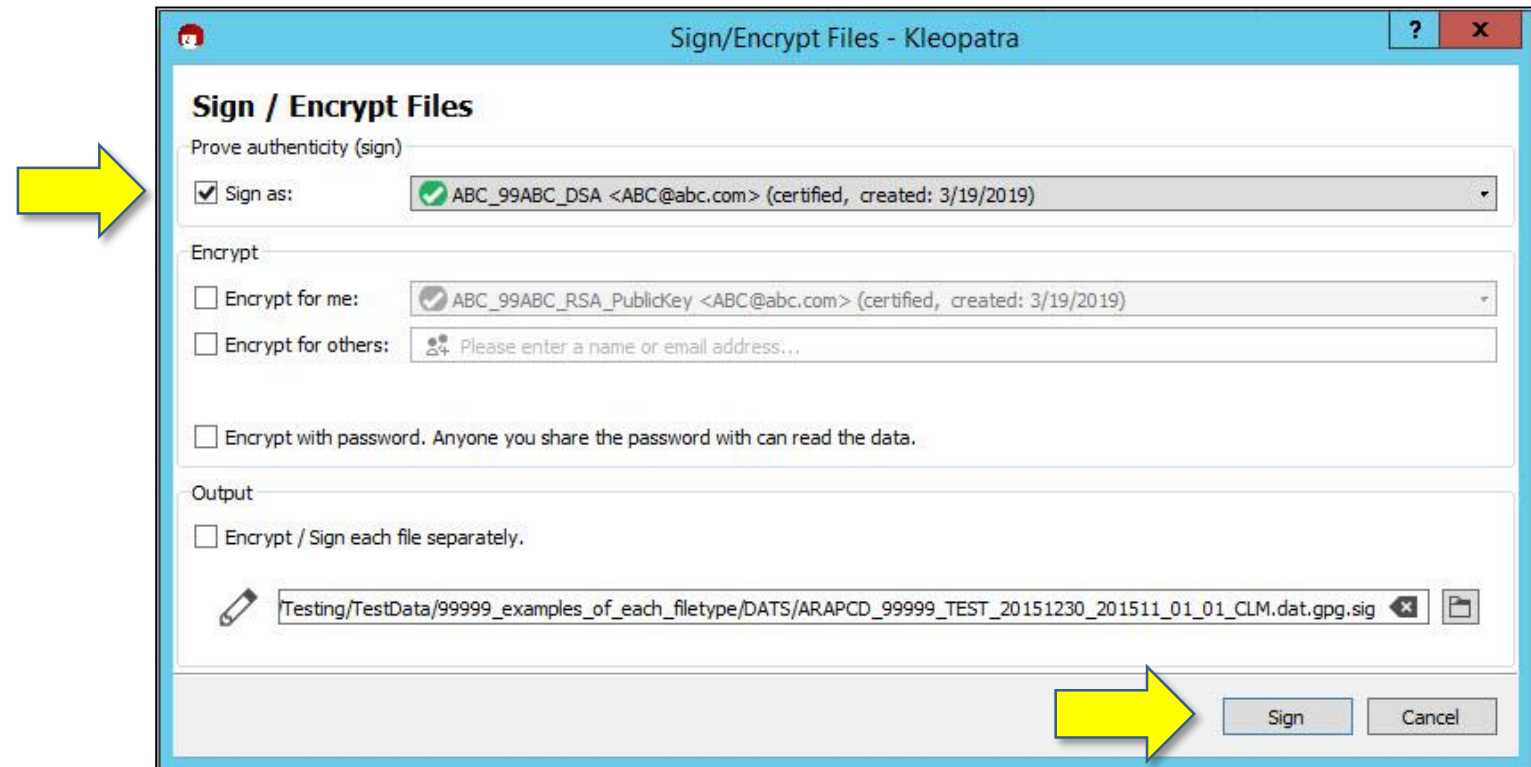 Sign/Encrypt Files - Kleopatra
? x
Sign / Encrypt Files
Prove authenticity (sign)
Sign as: ABC_99ABC_DSA <ABC@abc.com> (certified, created: 3/19/2019)
Encrypt
Encrypt for me: ABC_99ABC_RSA_PublicKey <ABC@abc.com> (certified, created: 3/19/2019)
Encrypt for others: Please enter a name or email address...
Encrypt with password. Anyone you share the password with can read the data.
Output
Encrypt / Sign each file separately.
/Testing/TestData/99999_examples_of_each_filetype/DATS/ARAPCD_99999_TEST_20151230_201511_01_01_CLM.dat.gpg.sig
Sign Cancel